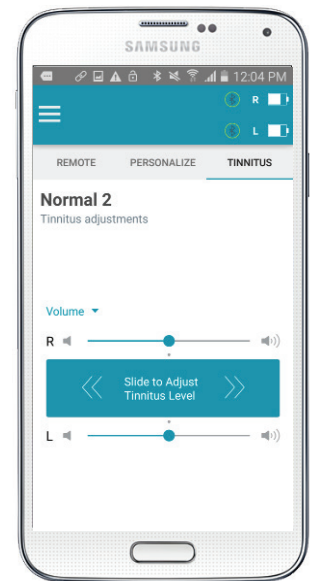 SAMSUNG
12:04 PM
R
L
REMOTE PERSONALIZE TINNITUS
Normal 2
Tinnitus adjustments
Volume
R
Slide to Adjust
Tinnitus Level
L